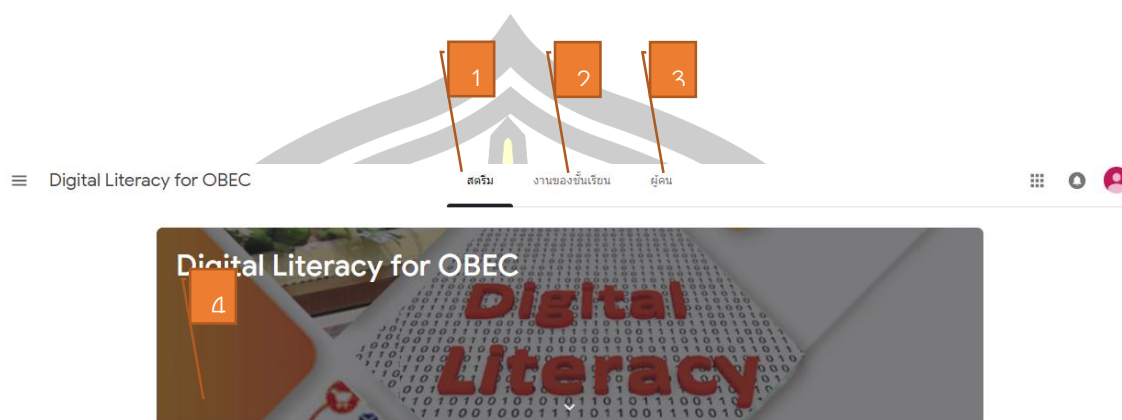 1 2 3
Digital Literacy for OBEC สตรีม งานของชั้นเรียน ผู้คน
Digital Literacy for OBEC
4
Digital
Literacy